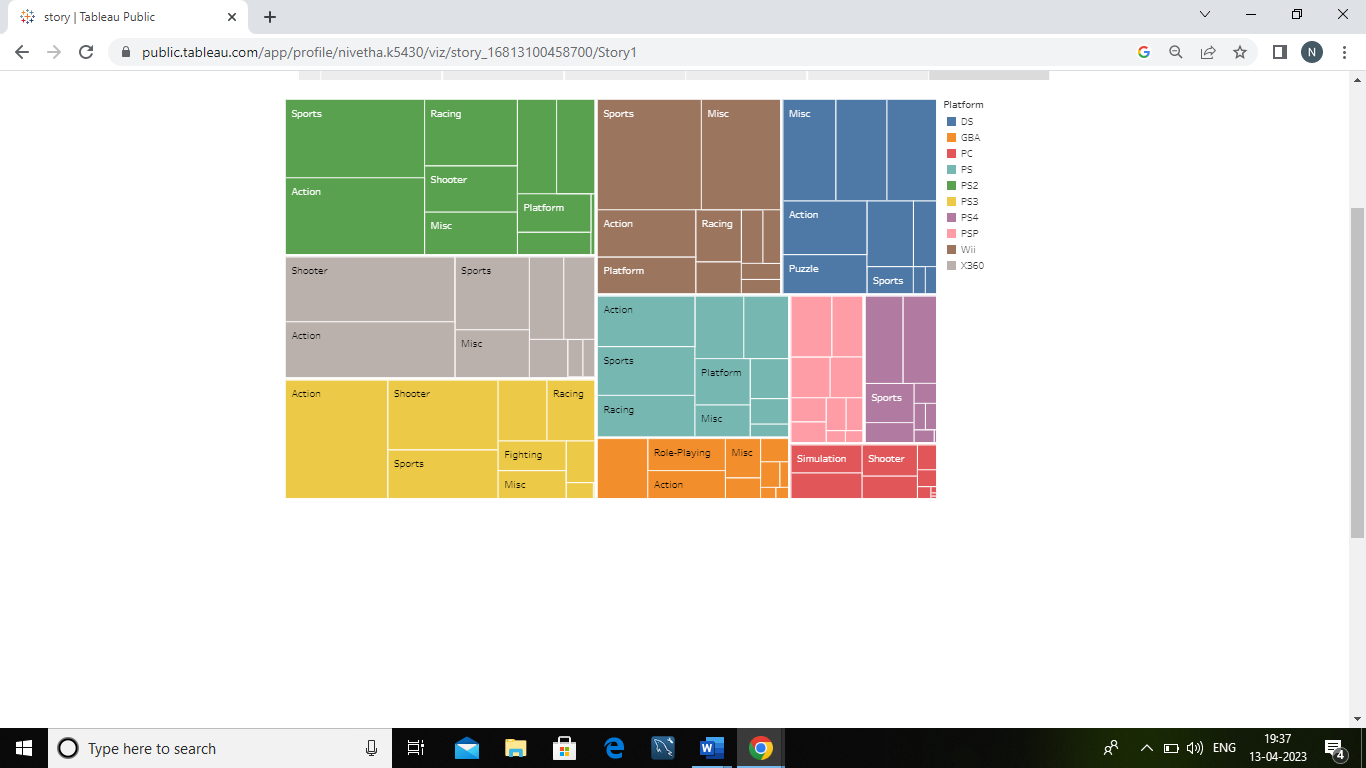 story | Tableau Public
public.tableau.com/app/profile/nivetha.k5430/viz/story_16813100458700/Story1
N
Sports
Racing
Action
Shooter
Misc
Platform
Sports
Misc
Action
Racing
Platform
Misc
Action
Puzzle
Sports
Platform
DS
GBA
PC
PS
PS2
PS3
PS4
PSP
Wii
X360
Shooter
Sports
Action
Misc
Action
Sports
Platform
Racing
Misc
Sports
Action
Shooter
Racing
Sports
Fighting
Misc
Role-Playing
Misc
Action
Simulation
Shooter
Type here to search
ENG
19:37
13-04-2023
4